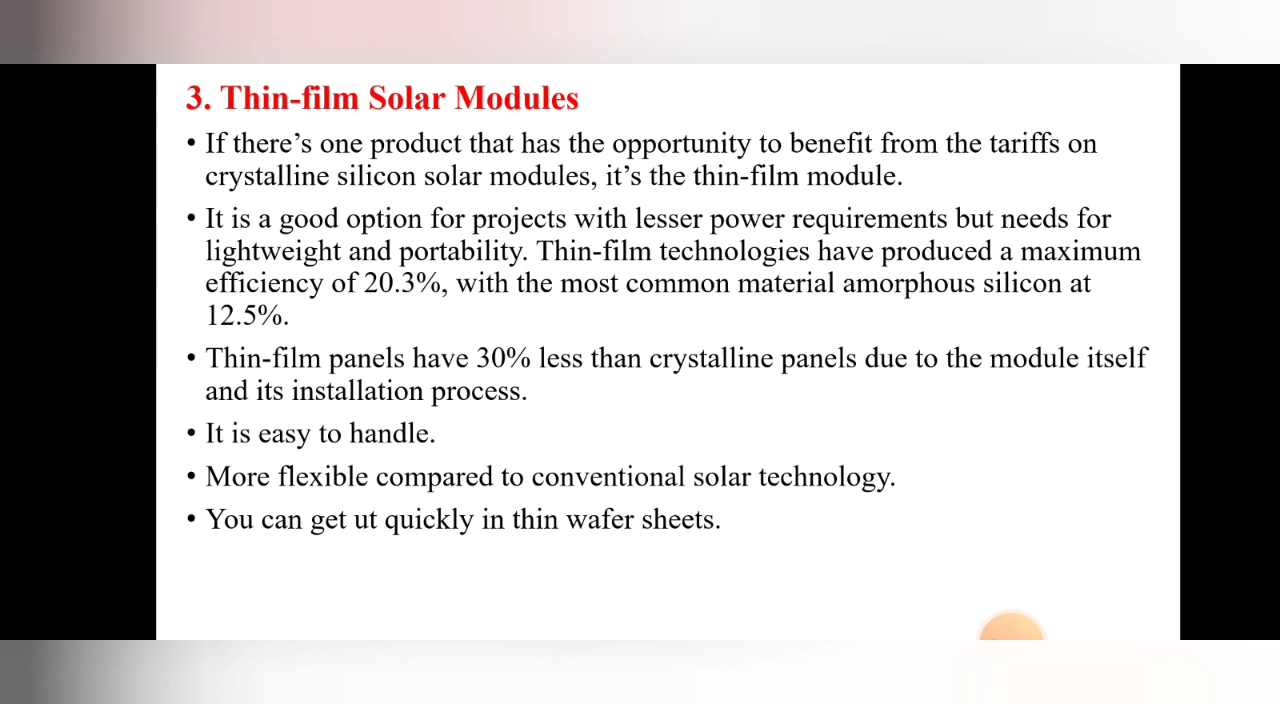 3. Thin-film Solar Modules
• If there’s one product that has the opportunity to benefit from the tariffs on
crystalline silicon solar modules, it’s the thin-film module.
• It is a good option for projects with lesser power requirements but needs for
lightweight and portability. Thin-film technologies have produced a maximum
efficiency of 20.3%, with the most common material amorphous silicon at
12.5%.
• Thin-film panels have 30% less than crystalline panels due to the module itself
and its installation process.
• It is easy to handle.
• More flexible compared to conventional solar technology.
• You can get ut quickly in thin wafer sheets.